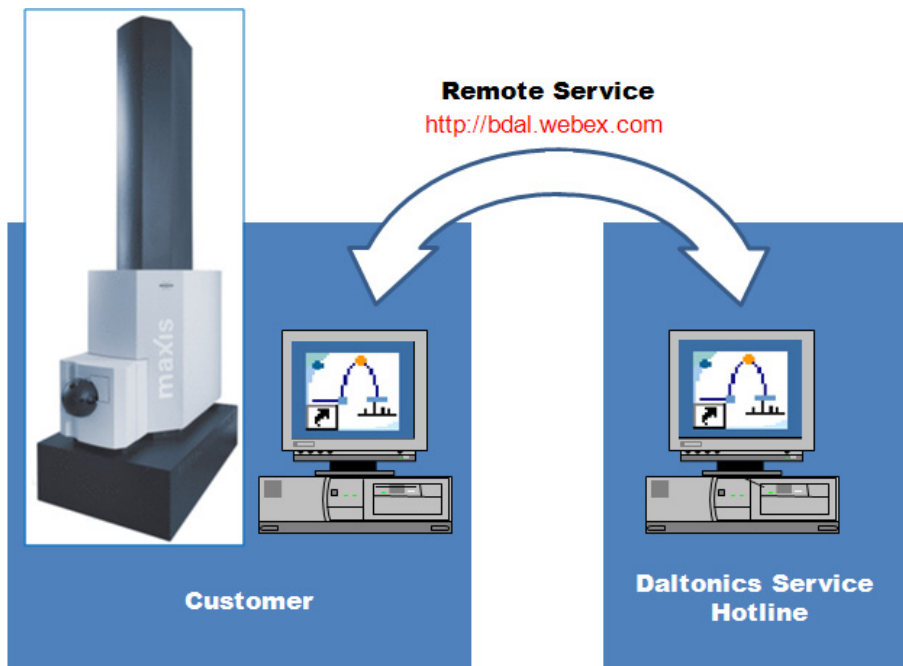 Remote Service
http://bdal.webex.com
maxis
Customer
Daltonics Service
Hotline